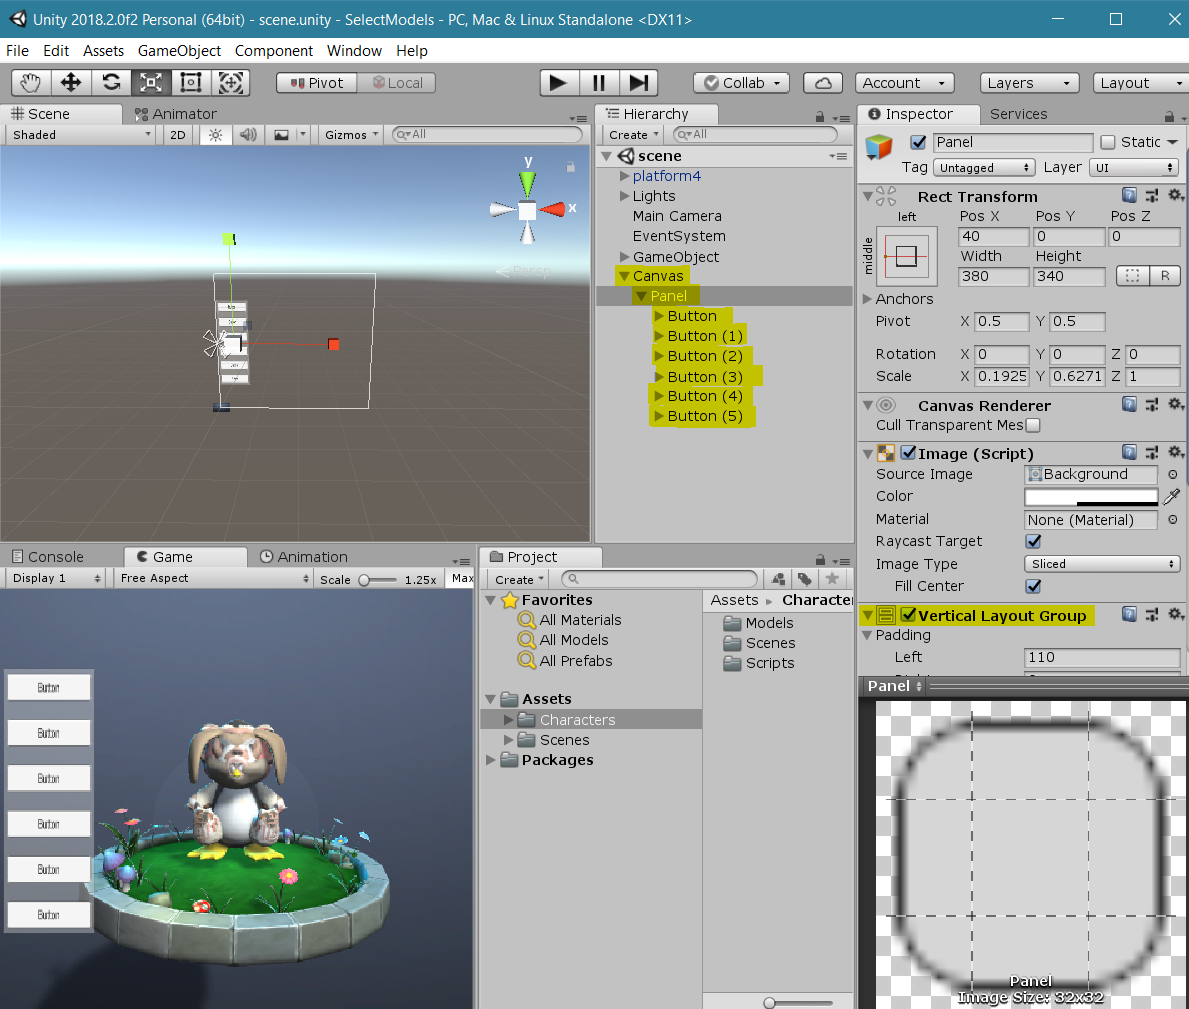 Unity 2018.2.0f2 Personal (64bit) - scene.unity - SelectModels - PC, Mac & Linux Standalone <DX11>
File Edit Assets GameObject Component Window Help
Pivot Local Collab Account Layers Layout
Scene Animator
Shaded 2D Gizmos All
y
x
Persp
Hierarchy
Create All
scene
platform4
Lights
Main Camera
EventSystem
GameObject
Canvas
Panel
Button
Button (1)
Button (2)
Button (3)
Button (4)
Button (5)
Inspector Services
Panel Static
Tag Untagged Layer UI
Rect Transform
left Pos X Pos Y Pos Z
middle 40 0 0
Width Height
380 340 R
Anchors
Pivot X 0.5 Y 0.5
Rotation X 0 Y 0 Z 0
Scale X 0.1925 Y 0.6271 Z 1
Canvas Renderer
Cull Transparent Mes
Image (Script)
Source Image Background
Color
Material None (Material)
Raycast Target
Image Type Sliced
Fill Center
Vertical Layout Group
Padding
Left 110
Panel
Panel
Image Size: 32x32
Console Game Animation
Display 1 Free Aspect Scale 1.25x Max
Button
Button
Button
Button
Button
Button
Project
Create
Favorites
All Materials
All Models
All Prefabs
Assets
Characters
Scenes
Packages
Assets Character
Models
Scenes
Scripts